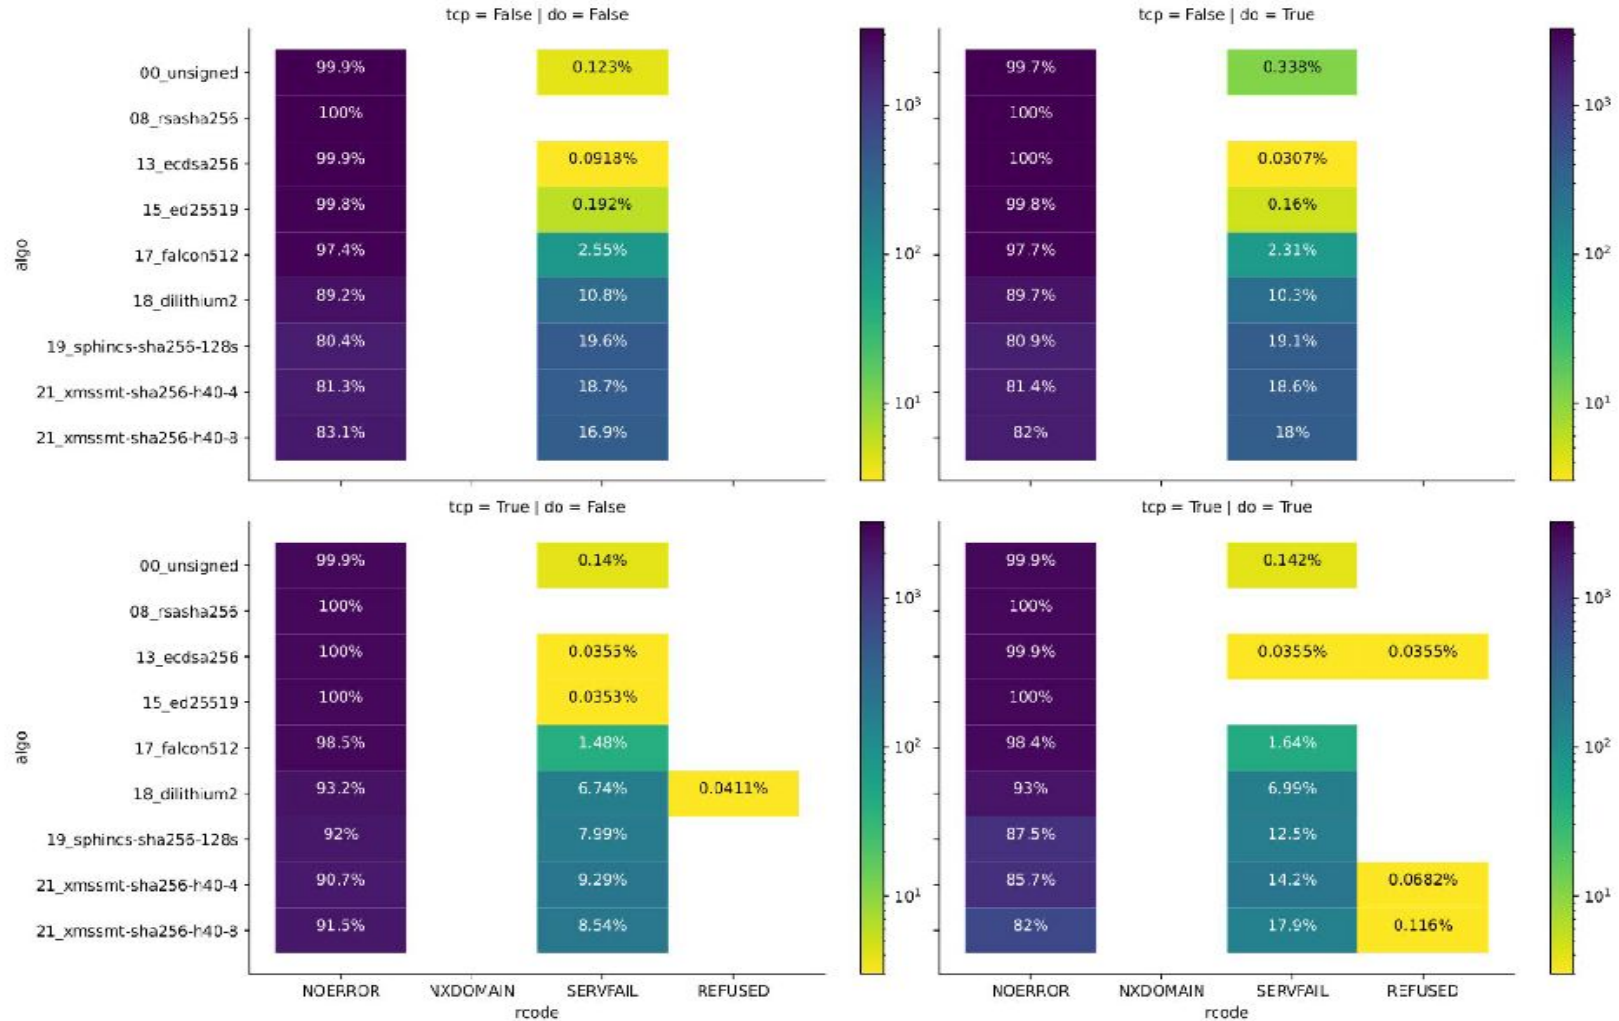 tcp = False | do = False
00_unsigned 99.9% 0.123%
08_rsasha256 100%
13_ecdsa256 99.9% 0.0918%
15_ed25519 99.8% 0.192%
17_falcon512 97.4% 2.55%
18_dilithium2 89.2% 10.8%
19_sphincs-sha256-128s 80.4% 19.6%
21_xmssmt-sha256-h40-4 81.3% 18.7%
21_xmssmt-sha256-h40-8 83.1% 16.9%
algo
10³
10²
10¹
tcp = False | do = True
99.7% 0.338%
100%
100% 0.0307%
99.8% 0.16%
97.7% 2.31%
89.7% 10.3%
80.9% 19.1%
81.4% 18.6%
82% 18%
10³
10²
10¹
tcp = True | do = False
00_unsigned 99.9% 0.14%
08_rsasha256 100%
13_ecdsa256 100% 0.0355%
15_ed25519 100% 0.0353%
17_falcon512 98.5% 1.48%
18_dilithium2 93.2% 6.74% 0.0411%
19_sphincs-sha256-128s 92% 7.99%
21_xmssmt-sha256-h40-4 90.7% 9.29%
21_xmssmt-sha256-h40-8 91.5% 8.54%
algo
NOERROR NXDOMAIN SERVFAIL REFUSED
rcode
10³
10²
10¹
tcp = True | do = True
99.9% 0.142%
100%
99.9% 0.0355% 0.0355%
100%
98.4% 1.64%
93% 6.99%
87.5% 12.5%
85.7% 14.2% 0.0682%
82% 17.9% 0.116%
NOERROR NXDOMAIN SERVFAIL REFUSED
rcode
10³
10²
10¹